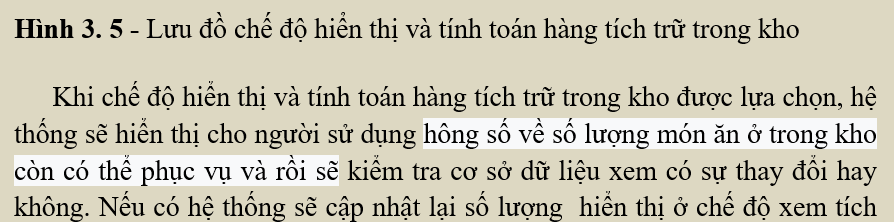 Hình 3. 5 - Lưu đồ chế độ hiển thị và tính toán hàng tích trữ trong kho
Khi chế độ hiển thị và tính toán hàng tích trữ trong kho được lựa chọn, hệ
thống sẽ hiển thị cho người sử dụng hông số về số lượng món ăn ở trong kho
còn có thể phục vụ và rồi sẽ kiểm tra cơ sở dữ liệu xem có sự thay đổi hay
không. Nếu có hệ thống sẽ cập nhật lại số lượng  hiển thị ở chế độ xem tích